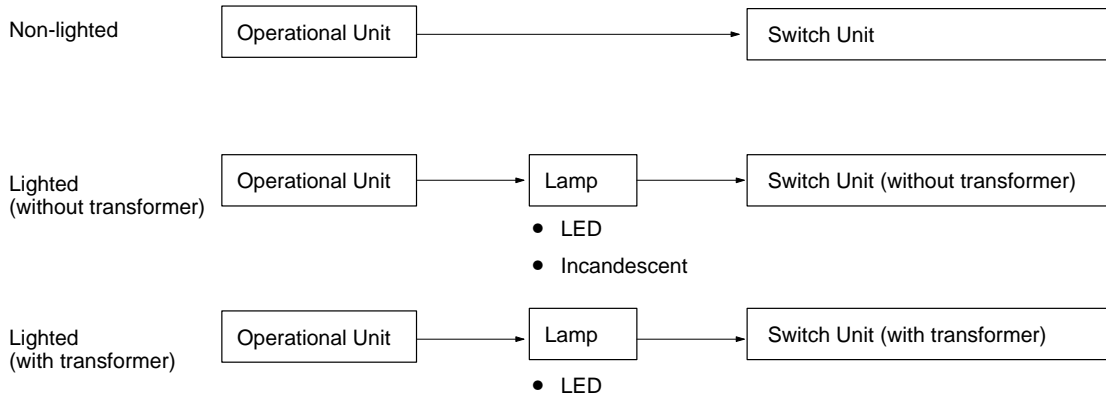 Non-lighted
Operational Unit
Switch Unit
Lighted
(without transformer)
Operational Unit
Lamp
Switch Unit (without transformer)
● LED
● Incandescent
Lighted
(with transformer)
Operational Unit
Lamp
Switch Unit (with transformer)
● LED